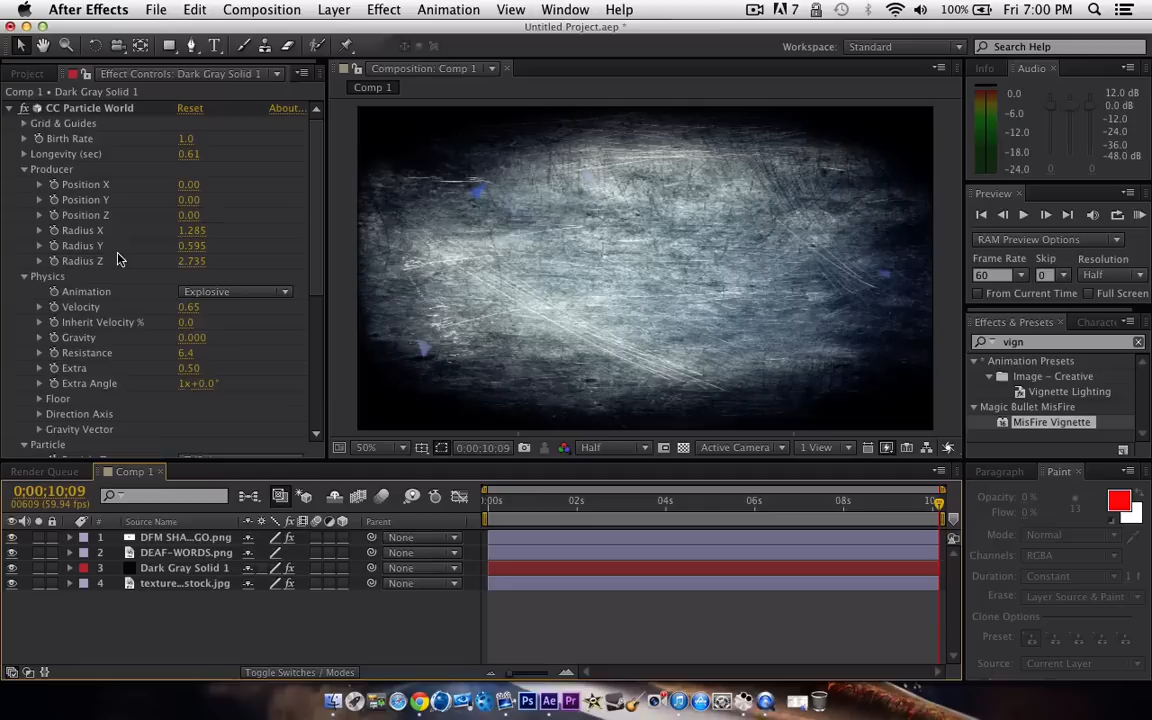 After Effects File Edit Composition Layer Effect Animation View Window Help 7 100% Fri 7:00 PM
Untitled Project.aep *
Workspace: Standard Search Help
Project Effect Controls: Dark Gray Solid 1
Comp 1 • Dark Gray Solid 1
CC Particle World Reset About...
Grid & Guides
Birth Rate 1.0
Longevity (sec) 0.61
Producer
Position X 0.00
Position Y 0.00
Position Z 0.00
Radius X 1.285
Radius Y 0.595
Radius Z 2.735
Physics
Animation Explosive
Velocity 0.65
Inherit Velocity % 0.0
Gravity 0.000
Resistance 6.4
Extra 0.50
Extra Angle 1x+0.0°
Floor
Direction Axis
Gravity Vector
Particle
Composition: Comp 1
Comp 1
50% 0;00;10;09 Half Active Camera 1 View
Info Audio
0.0 12.0 dB
-6.0 0.0 dB
-12.0 -12.0
-18.0 -36.0
-24.0 -48.0 dB
Preview
RAM Preview Options
Frame Rate Skip Resolution
60 0 Half
From Current Time Full Screen
Effects & Presets Characte
vign
* Animation Presets
Image – Creative
Vignette Lighting
Magic Bullet MisFire
MisFire Vignette
Render Queue Comp 1
0;00;10;09
00609 (59.94 fps)
0:00s 02s 04s 06s 08s 10
# Source Name Parent
1 DFM SHA...GO.png None
2 DEAF-WORDS.png None
3 Dark Gray Solid 1 None
4 texture...stock.jpg None
Toggle Switches / Modes
Paragraph Paint
Opacity: 0 %
Flow: 0 % 13
Mode: Normal
Channels: RGBA
Duration: Constant 1 f
Erase: Layer Source & Paint
Clone Options
Preset:
Source: Current Layer
Ps Ae Pr